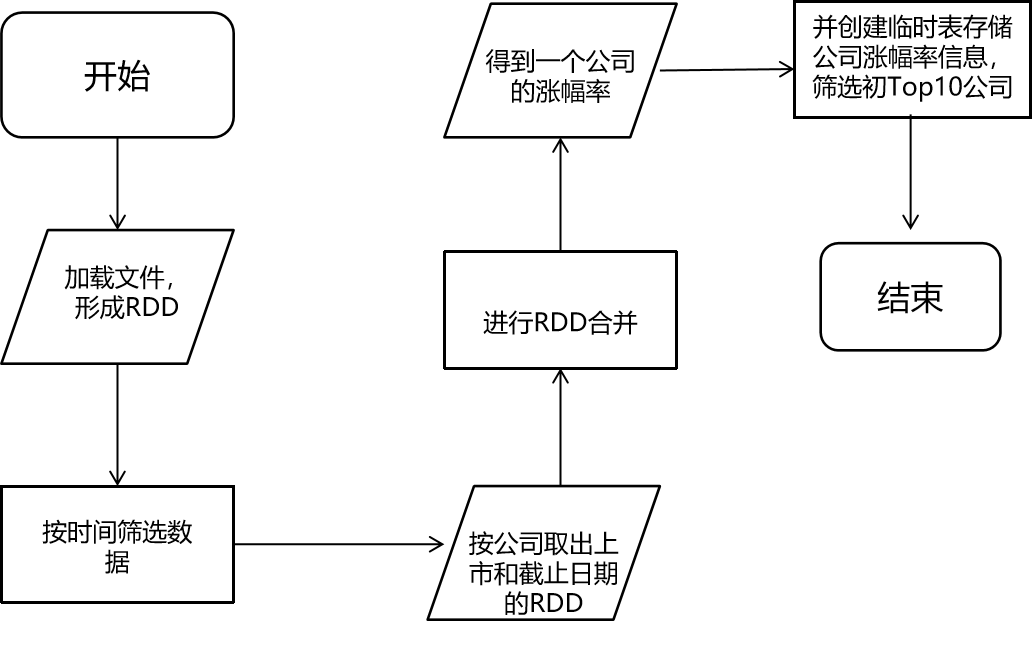 开始
加载文件，
形成RDD
按时间筛选数
据
按公司取出上
市和截止日期
的RDD
进行RDD合并
得到一个公司
的涨幅率
并创建临时表存储
公司涨幅率信息，
筛选初Top10公司
结束